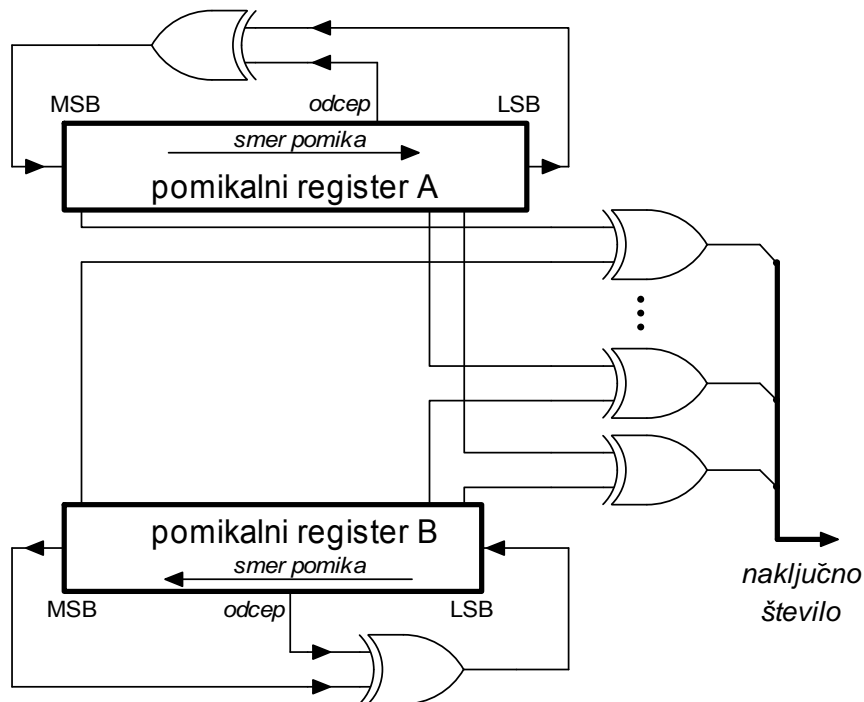 MSB
odcep
LSB
smer pomika
pomikalni register A
pomikalni register B
smer pomika
MSB
odcep
LSB
naključno
število